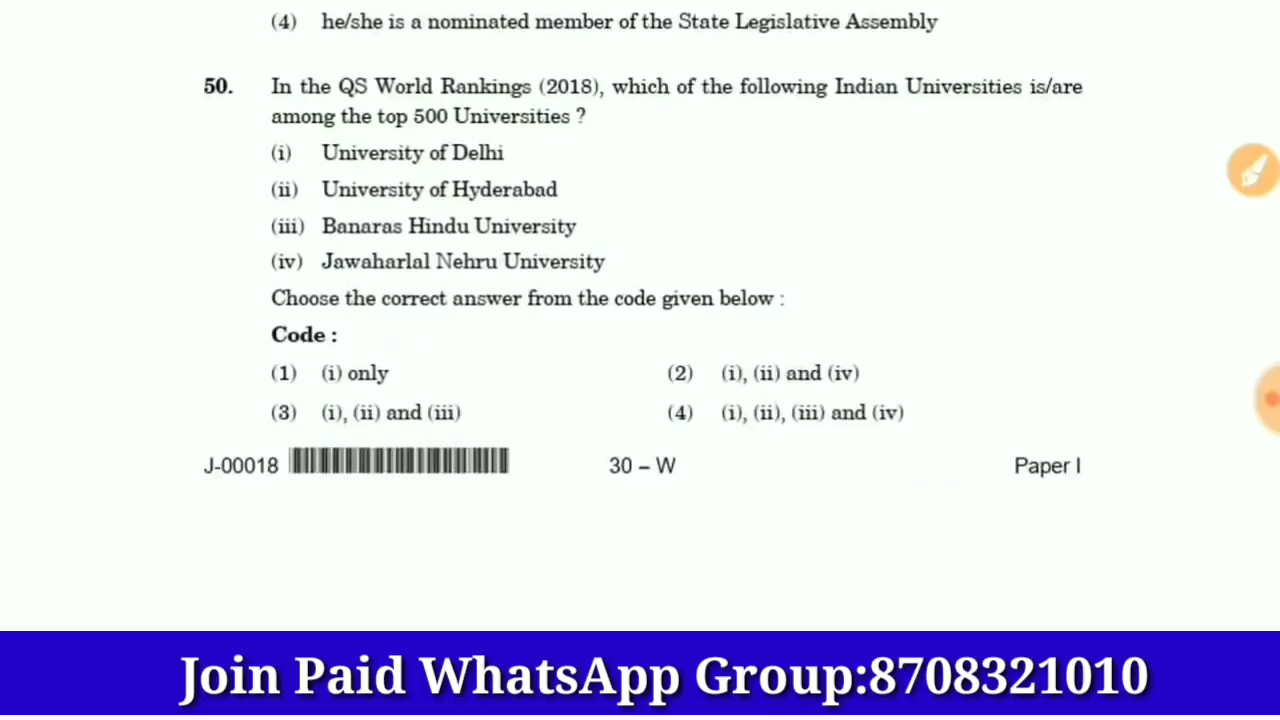 (4) he/she is a nominated member of the State Legislative Assembly
50. In the QS World Rankings (2018), which of the following Indian Universities is/are
among the top 500 Universities ?
(i) University of Delhi
(ii) University of Hyderabad
(iii) Banaras Hindu University
(iv) Jawaharlal Nehru University
Choose the correct answer from the code given below :
Code :
(1) (i) only (2) (i), (ii) and (iv)
(3) (i), (ii) and (iii) (4) (i), (ii), (iii) and (iv)
J-00018 30 – W Paper I
Join Paid WhatsApp Group:8708321010